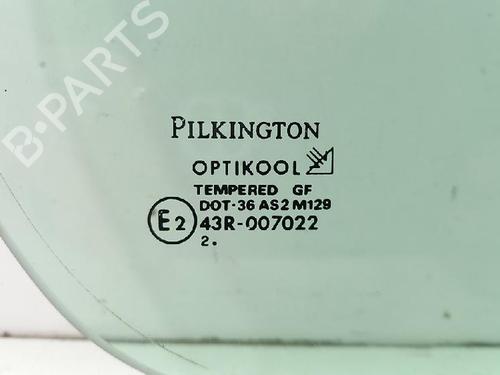 B-PARTS
PILKINGTON
OPTIKOOL
TEMPERED GF
DOT-36 AS2 M129
E2 43R-007022
2.